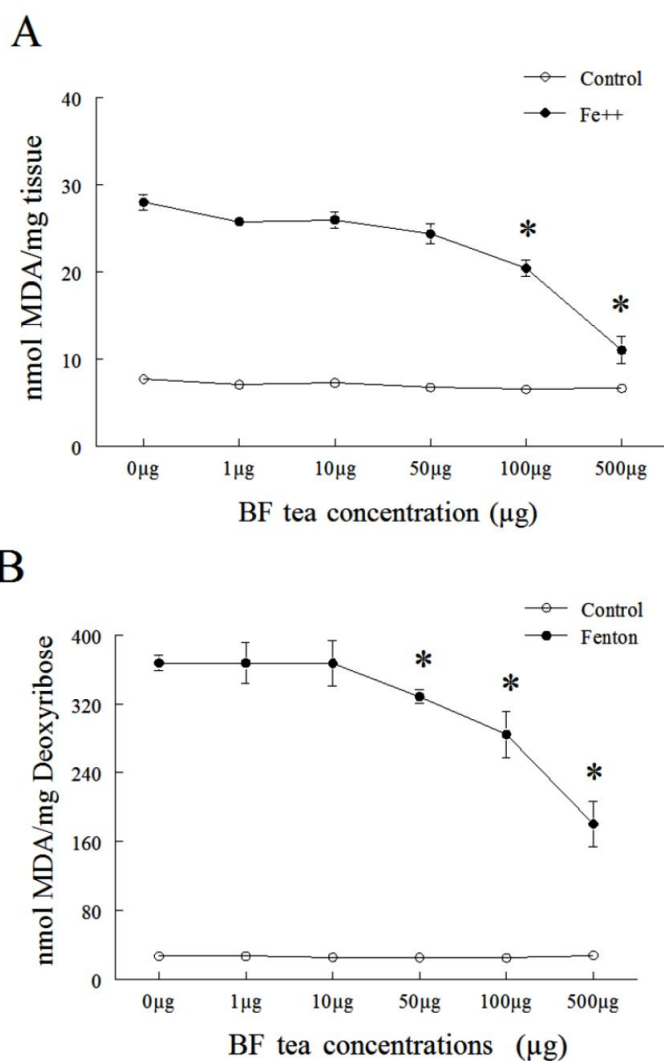 A
Control
Fe++
nmol MDA/mg tissue
40
30
20
10
0
*
*
0µg 1µg 10µg 50µg 100µg 500µg
BF tea concentration (µg)
B
Control
Fenton
nmol MDA/mg Deoxyribose
400
320
240
160
80
0
*
*
*
0µg 1µg 10µg 50µg 100µg 500µg
BF tea concentrations (µg)